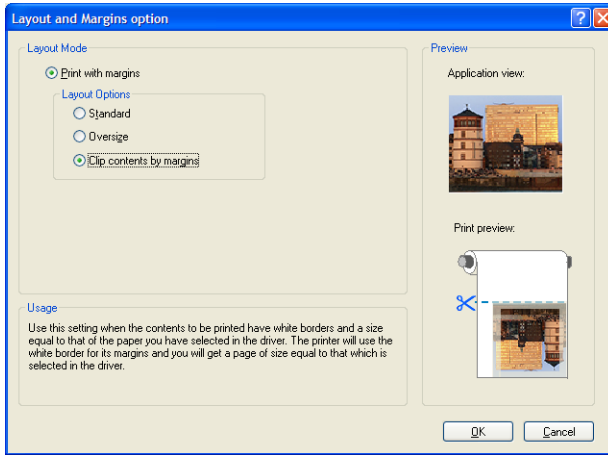 Layout and Margins option
Layout Mode
Print with margins
Layout Options
Standard
Oversize
Clip contents by margins
Usage
Use this setting when the contents to be printed have white borders and a size
equal to that of the paper you have selected in the driver. The printer will use the
white border for its margins and you will get a page of size equal to that which is
selected in the driver.
Preview
Application view:
Print preview:
OK
Cancel